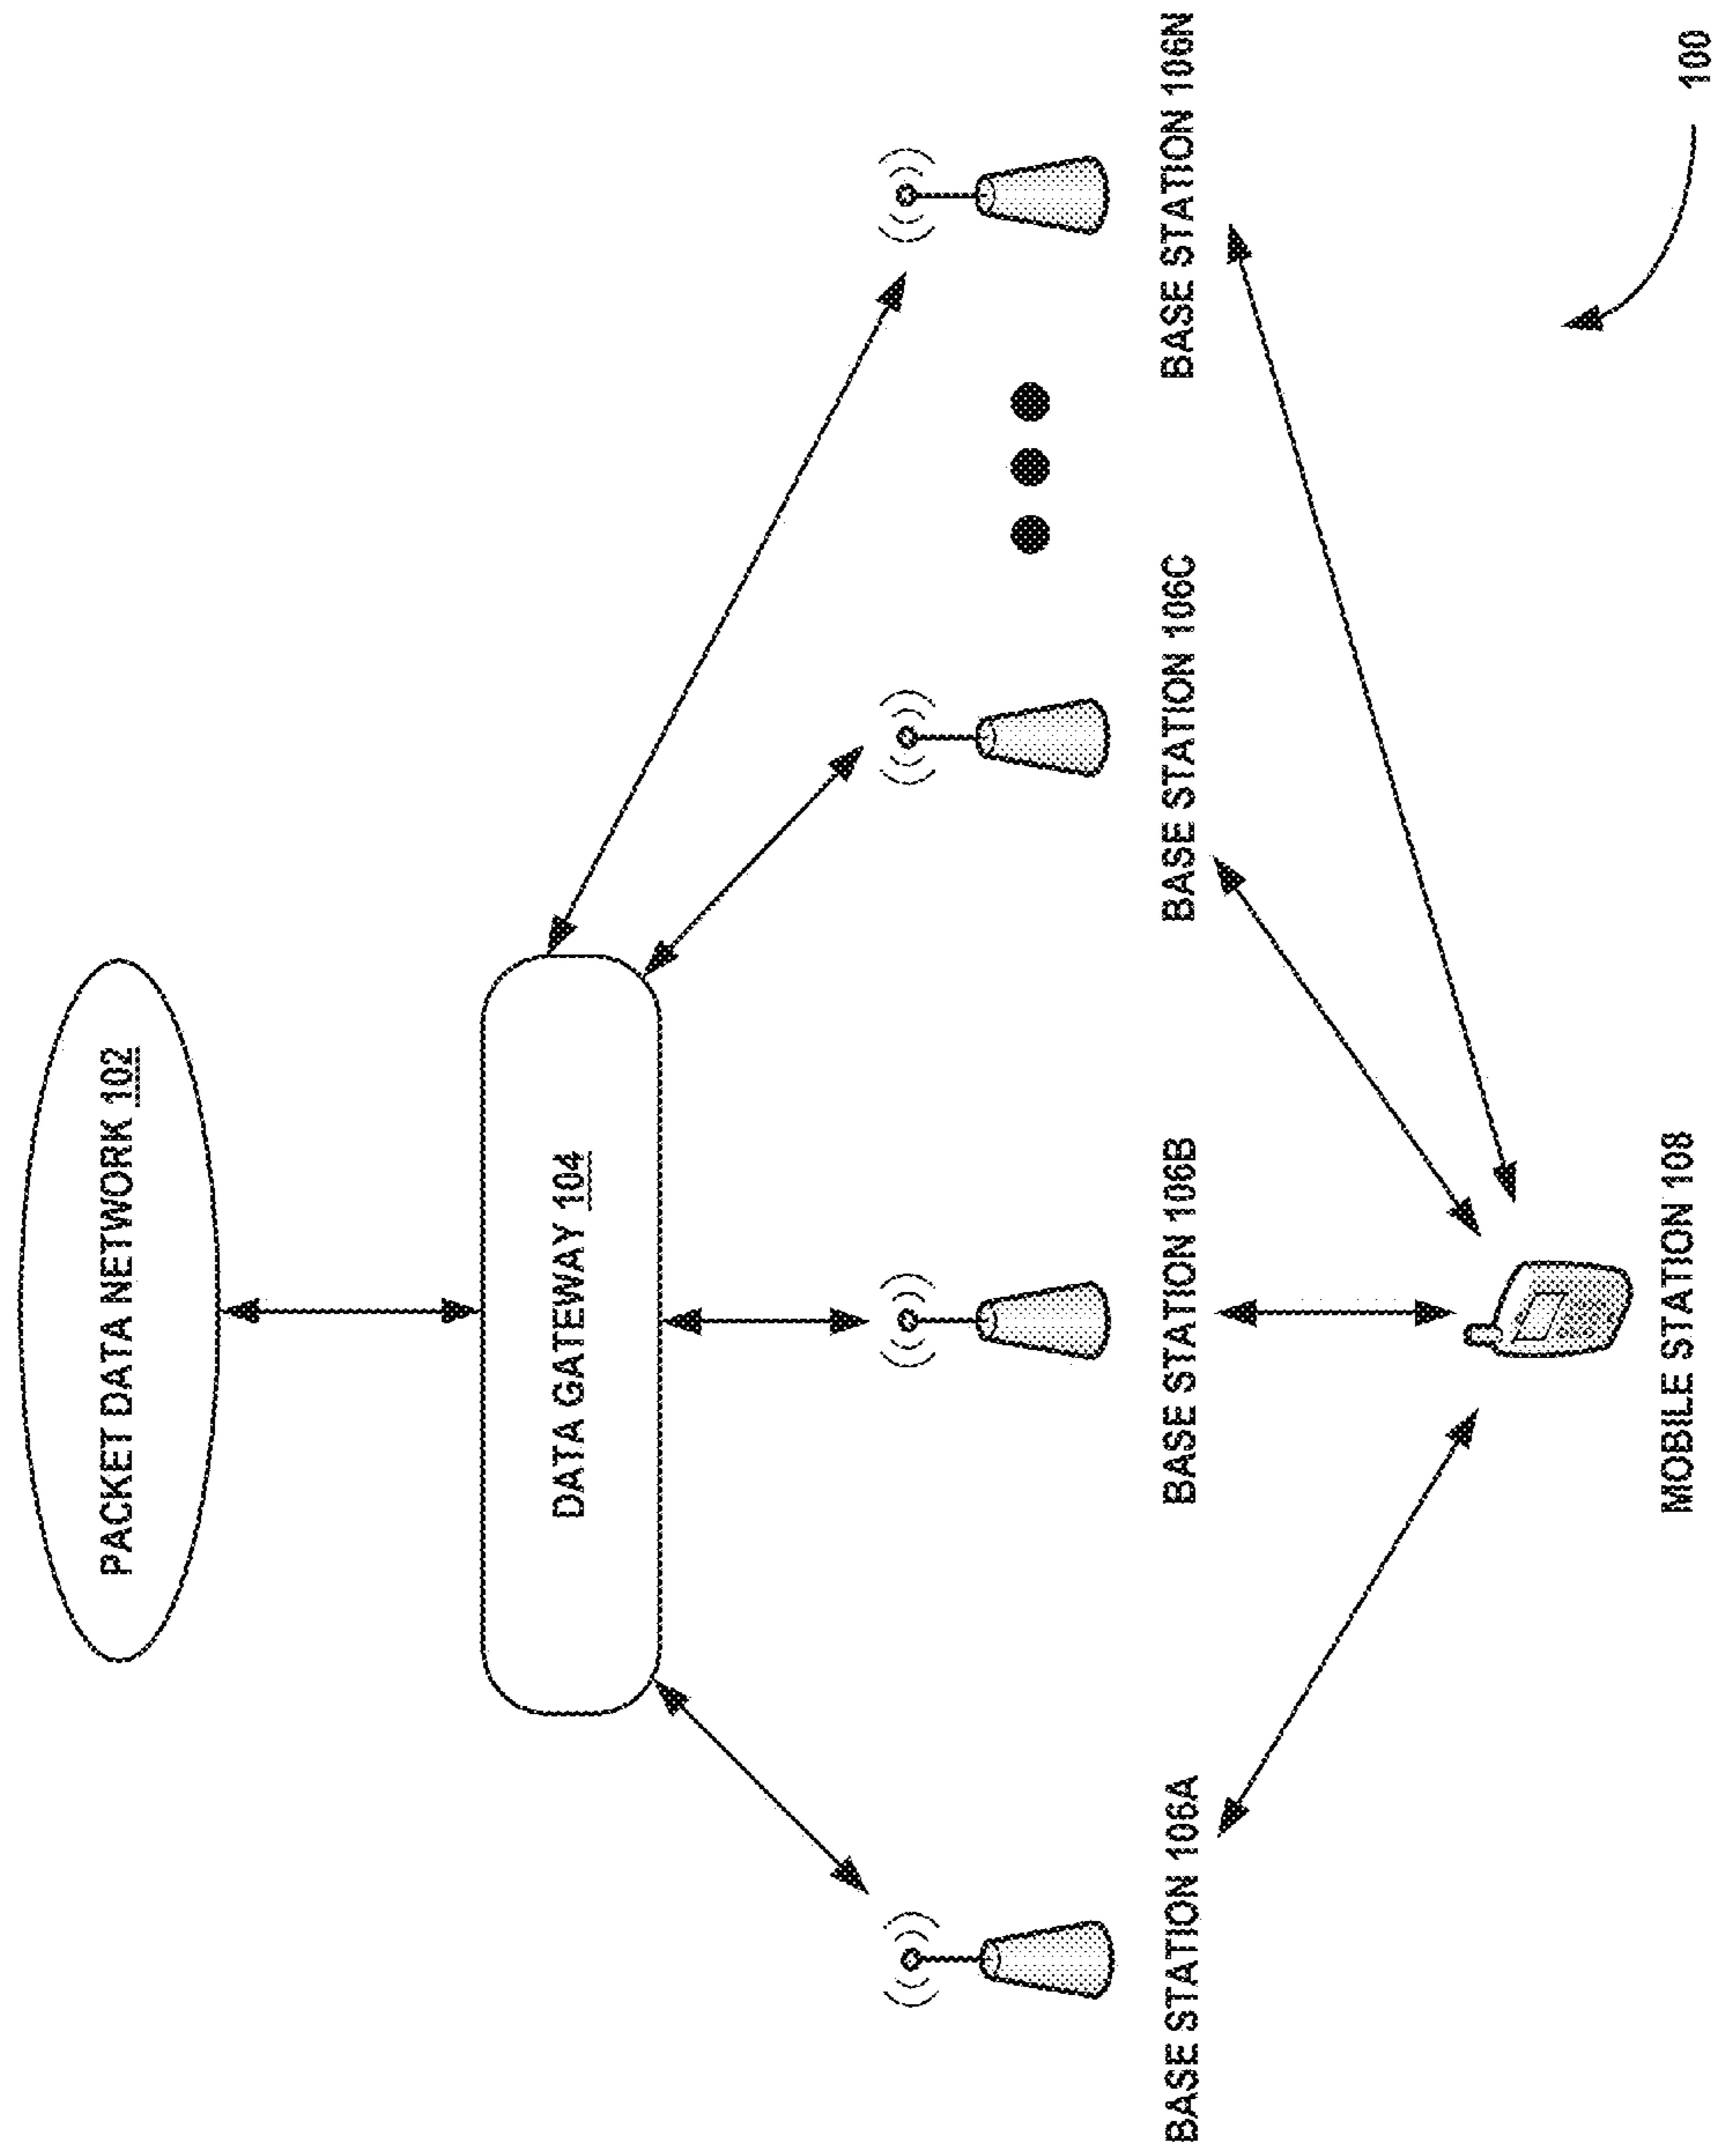 PACKET DATA NETWORK 102
DATA GATEWAY 104
BASE STATION 106A
BASE STATION 106B
BASE STATION 106C
BASE STATION 106N
MOBILE STATION 108
100